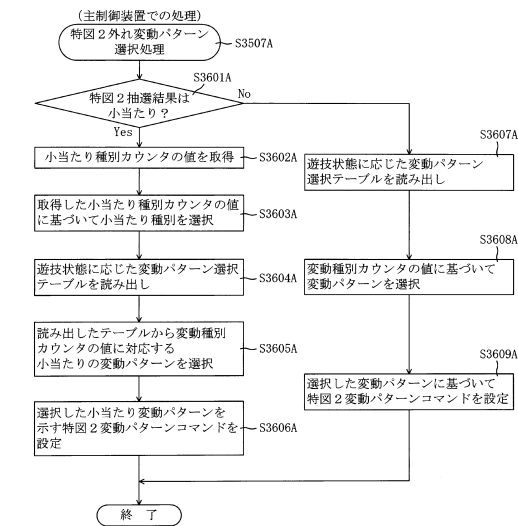 (主制御装置での処理)
特図2外れ変動パターン
選択処理
S3507A
S3601A
特図2抽選結果は
小当たり?
No
Yes
小当たり種別カウンタの値を取得
S3602A
取得した小当たり種別カウンタの値
に基づいて小当たり種別を選択
S3603A
遊技状態に応じた変動パターン選択
テーブルを読み出し
S3604A
読み出したテーブルから変動種別
カウンタの値に対応する
小当たりの変動パターンを選択
S3605A
選択した小当たり変動パターンを
示す特図2変動パターンコマンドを
設定
S3606A
S3607A
遊技状態に応じた変動パターン
選択テーブルを読み出し
S3608A
変動種別カウンタの値に基づいて
変動パターンを選択
S3609A
選択した変動パターンに基づいて
特図2変動パターンコマンドを設定
終 了